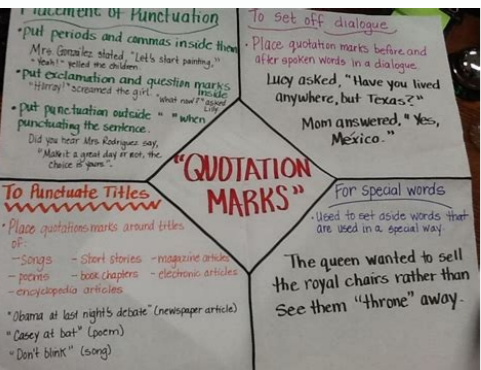 Placement of Punctuation
• Put periods and commas inside them
Mrs. González stated, "Let's start painting,"
"Yeah!" yelled the children.
• Put exclamation and question marks
inside
"Hurray!" screamed the girl. "What now?" asked
Lily.
• Put punctuation outside " " when
punctuating the sentence.
Did you hear Mrs. Rodriguez say,
"Make it a great day or not, the
choice is yours".
To set off dialogue
• Place quotation marks before and
after spoken words in a dialogue.
Lucy asked, "Have you lived
anywhere, but Texas?"
Mom answered, "Yes,
México."
"QUOTATION
MARKS"
To Punctuate Titles
• Place quotations marks around titles
of:
- Songs - Short stories - magazine articles
- poems - book chapters - electronic articles
- encyclopedia articles
"Obama at last night's debate" (newspaper article)
"Casey at bat" (poem)
"Don't blink" (song)
For special words
• Used to set aside words that
are used in a special way.
The queen wanted to sell
the royal chairs rather than
see them "throne" away.